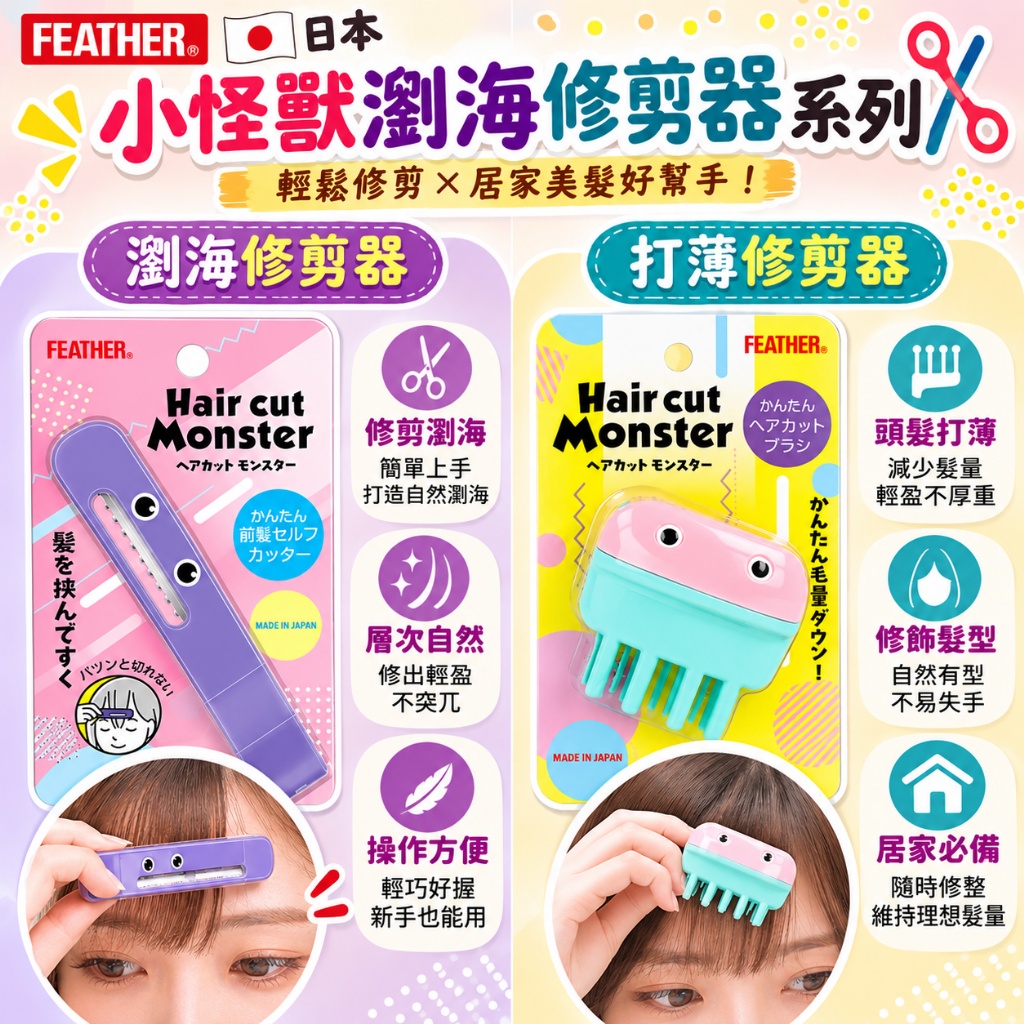 FEATHER®
日本
小怪獸瀏海修剪器系列
輕鬆修剪×居家美髮好幫手！
瀏海修剪器
FEATHER®
Hair cut
Monster
ヘアカット モンスター
かんたん
前髪セルフ
カッター
髪を挟んですく
MADE IN JAPAN
パツンと切れない
修剪瀏海
簡單上手
打造自然瀏海
層次自然
修出輕盈
不突兀
操作方便
輕巧好握
新手也能用
打薄修剪器
FEATHER®
Hair cut
Monster
ヘアカット モンスター
かんたん
ヘアカット
ブラシ
かんたん毛量ダウン！
MADE IN JAPAN
頭髮打薄
減少髮量
輕盈不厚重
修飾髮型
自然有型
不易失手
居家必備
隨時修整
維持理想髮量